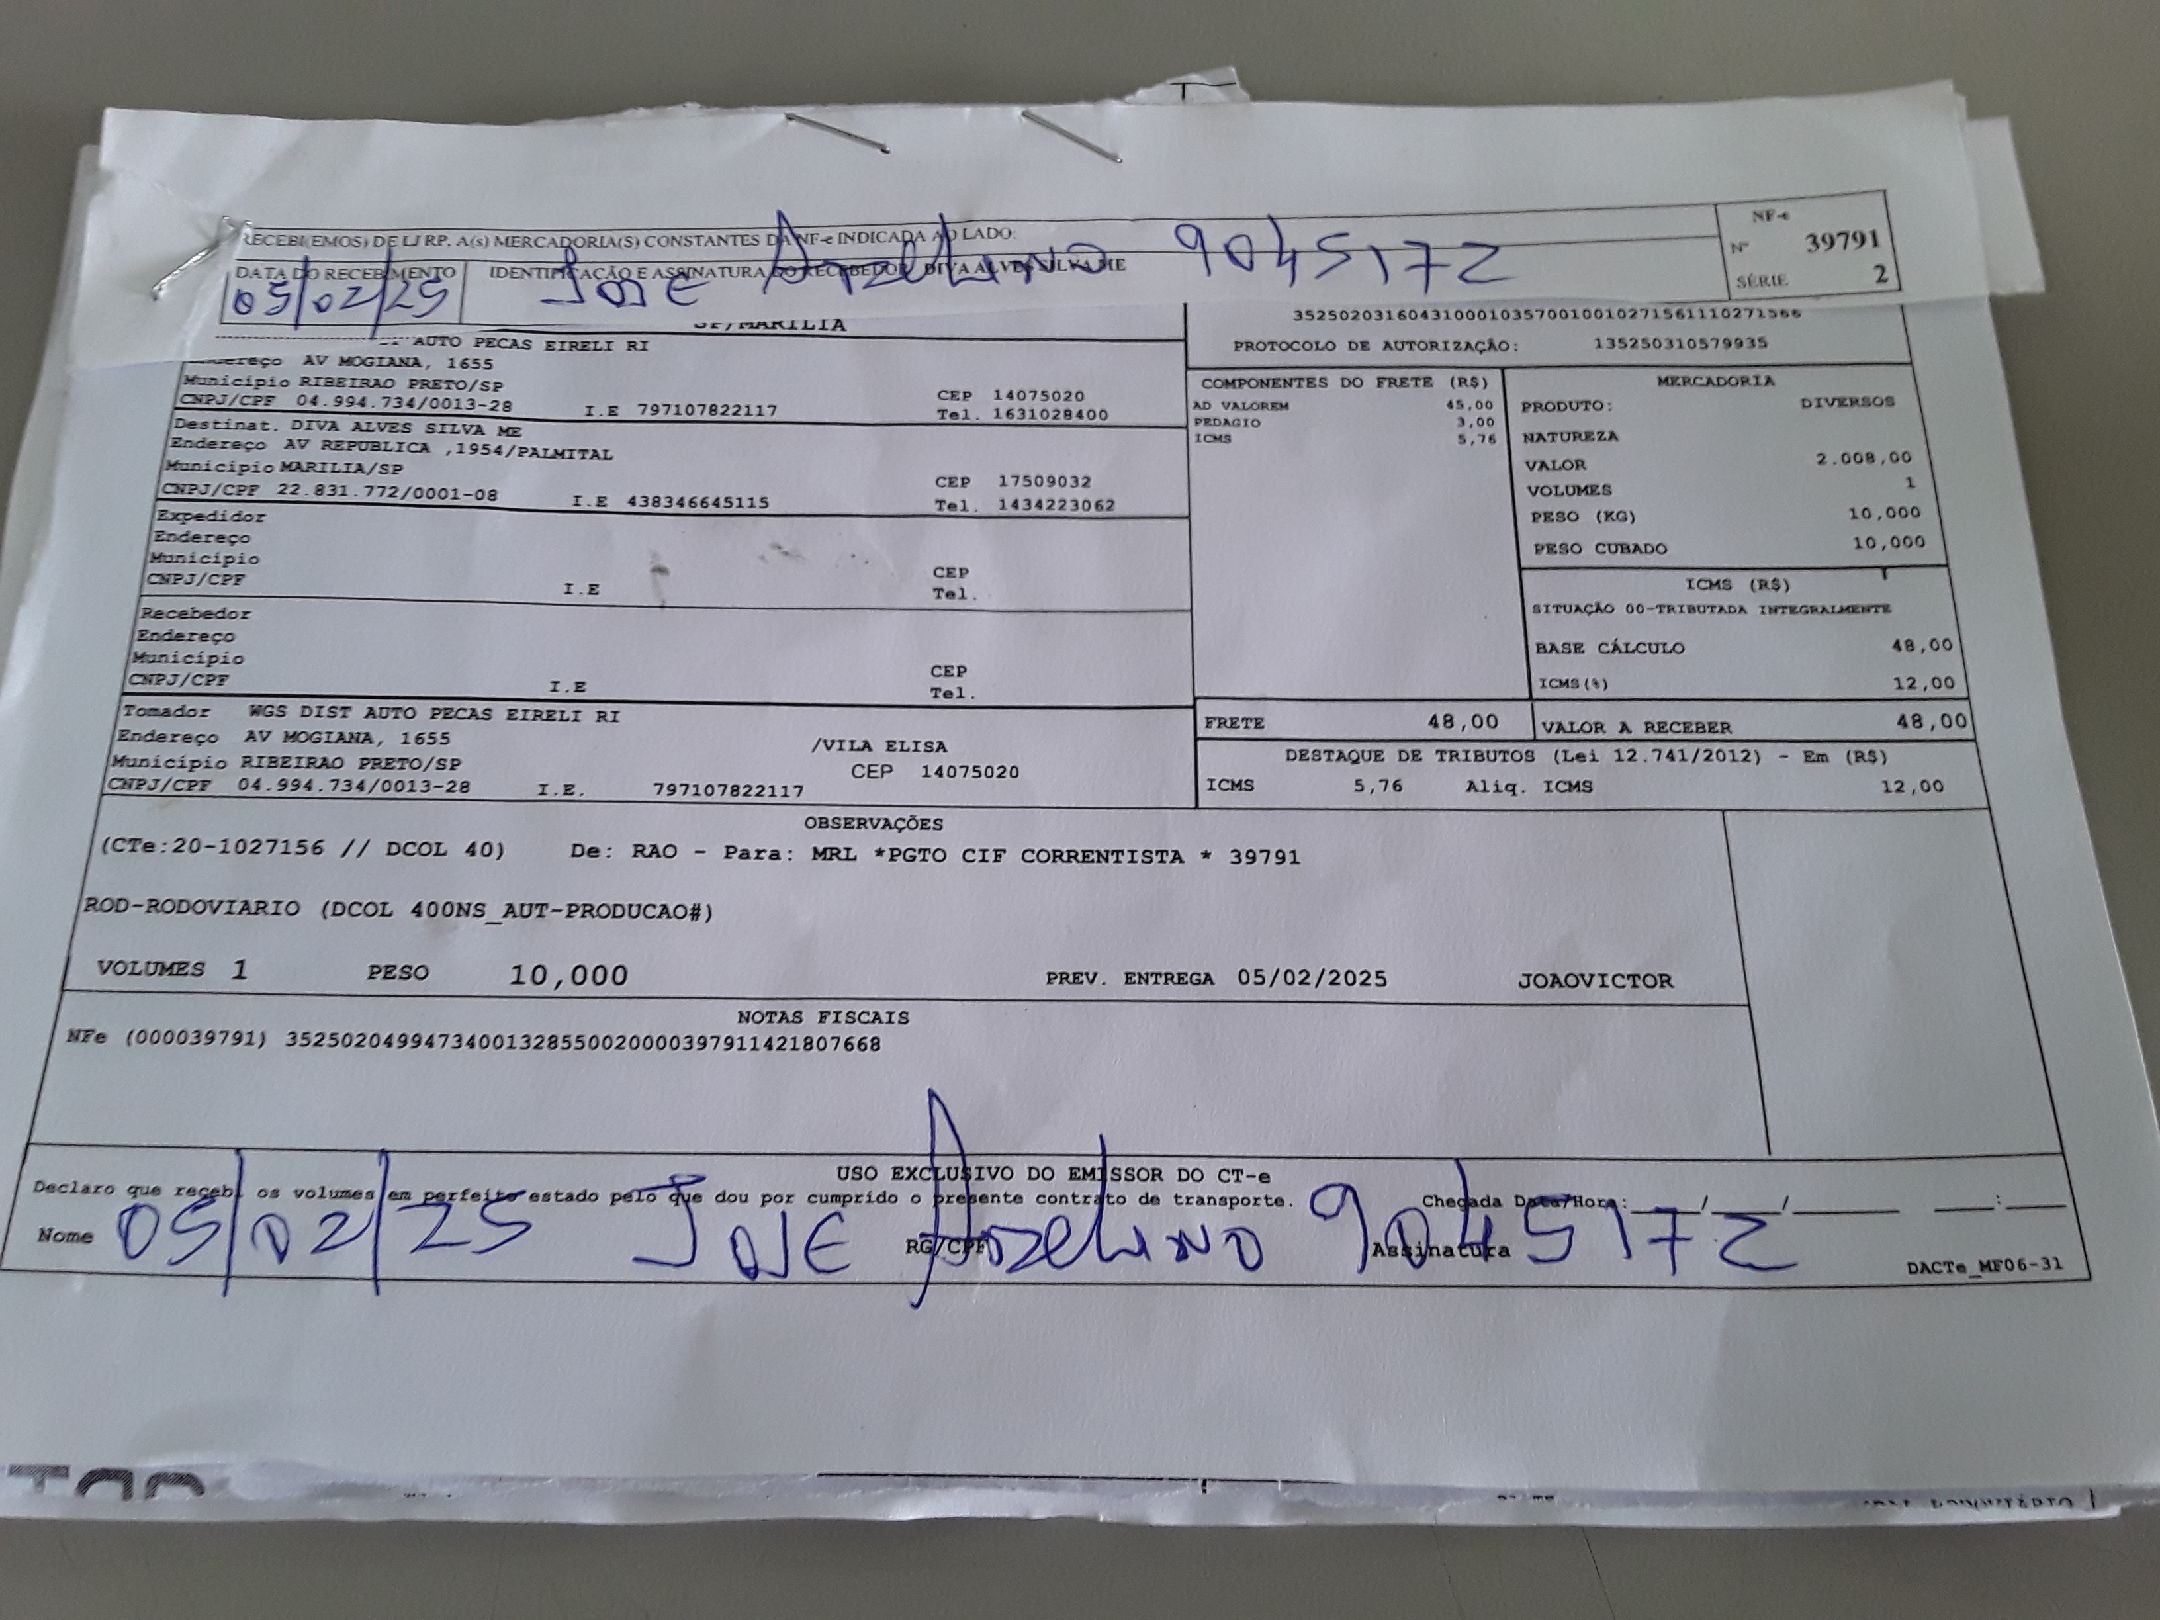 RECEBI(EMOS) DE LJ RP. A(s) MERCADORIA(S) CONSTANTES DA NF-e INDICADA AO LADO:
NF-e
Nº 39791
SÉRIE 2
DATA DO RECEBIMENTO IDENTIFICAÇÃO E ASSINATURA DO RECEBEDOR DIVA ALVES SILVA ME
05/02/25 JOSE 9045172
SP/MARILIA
PROTOCOLO DE AUTORIZAÇÃO: 135250310579935
AUTO PECAS EIRELI RI
Endereço AV MOGIANA, 1655
Município RIBEIRAO PRETO/SP CEP 14075020
CNPJ/CPF 04.994.734/0013-28 I.E 797107822117 Tel. 1631028400
Destinat. DIVA ALVES SILVA ME
Endereço AV REPUBLICA ,1954/PALMITAL
Município MARILIA/SP CEP 17509032
CNPJ/CPF 22.831.772/0001-08 I.E 438346645115 Tel. 1434223062
Expedidor
Endereço
Município CEP
CNPJ/CPF I.E Tel.
Recebedor
Endereço
Município CEP
CNPJ/CPF I.E Tel.
Tomador WGS DIST AUTO PECAS EIRELI RI
Endereço AV MOGIANA, 1655 /VILA ELISA
Município RIBEIRAO PRETO/SP CEP 14075020
CNPJ/CPF 04.994.734/0013-28 I.E. 797107822117
COMPONENTES DO FRETE (R$)
AD VALOREM 45,00
PEDAGIO 3,00
ICMS 5,76
MERCADORIA
PRODUTO: DIVERSOS
NATUREZA
VALOR 2.008,00
VOLUMES 1
PESO (KG) 10,000
PESO CUBADO 10,000
ICMS (R$)
SITUAÇÃO 00-TRIBUTADA INTEGRALMENTE
BASE CÁLCULO 48,00
ICMS(%) 12,00
FRETE 48,00 VALOR A RECEBER 48,00
DESTAQUE DE TRIBUTOS (Lei 12.741/2012) - Em (R$)
ICMS 5,76 Aliq. ICMS 12,00
OBSERVAÇÕES
(CTe:20-1027156 // DCOL 40) De: RAO - Para: MRL *PGTO CIF CORRENTISTA * 39791
ROD-RODOVIARIO (DCOL 400NS_AUT-PRODUCAO#)
VOLUMES 1 PESO 10,000 PREV. ENTREGA 05/02/2025 JOAOVICTOR
NOTAS FISCAIS
NFe (000039791) 35250204994734001328550020000397911421807668
USO EXCLUSIVO DO EMISSOR DO CT-e
Declaro que recebi os volumes em perfeito estado pelo que dou por cumprido o presente contrato de transporte. Chegada Data/Hora:____/____/______ ____:____
Nome RG/CPF Assinatura
05/02/25 JOSE 9045172
DACTe_MF06-31